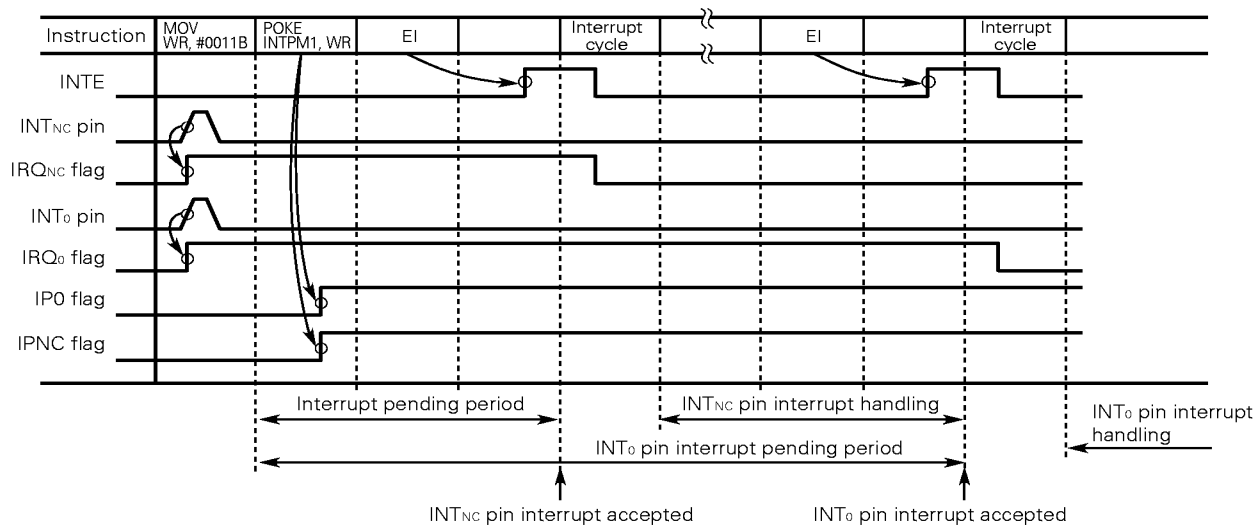 Instruction
MOV
WR, #0011B
POKE
INTPM1, WR
EI
Interrupt
cycle
EI
Interrupt
cycle
INTE
INTNC pin
IRQNC flag
INT0 pin
IRQ0 flag
IP0 flag
IPNC flag
Interrupt pending period
INTNC pin interrupt handling
INT0 pin interrupt
handling
INT0 pin interrupt pending period
INTNC pin interrupt accepted
INT0 pin interrupt accepted